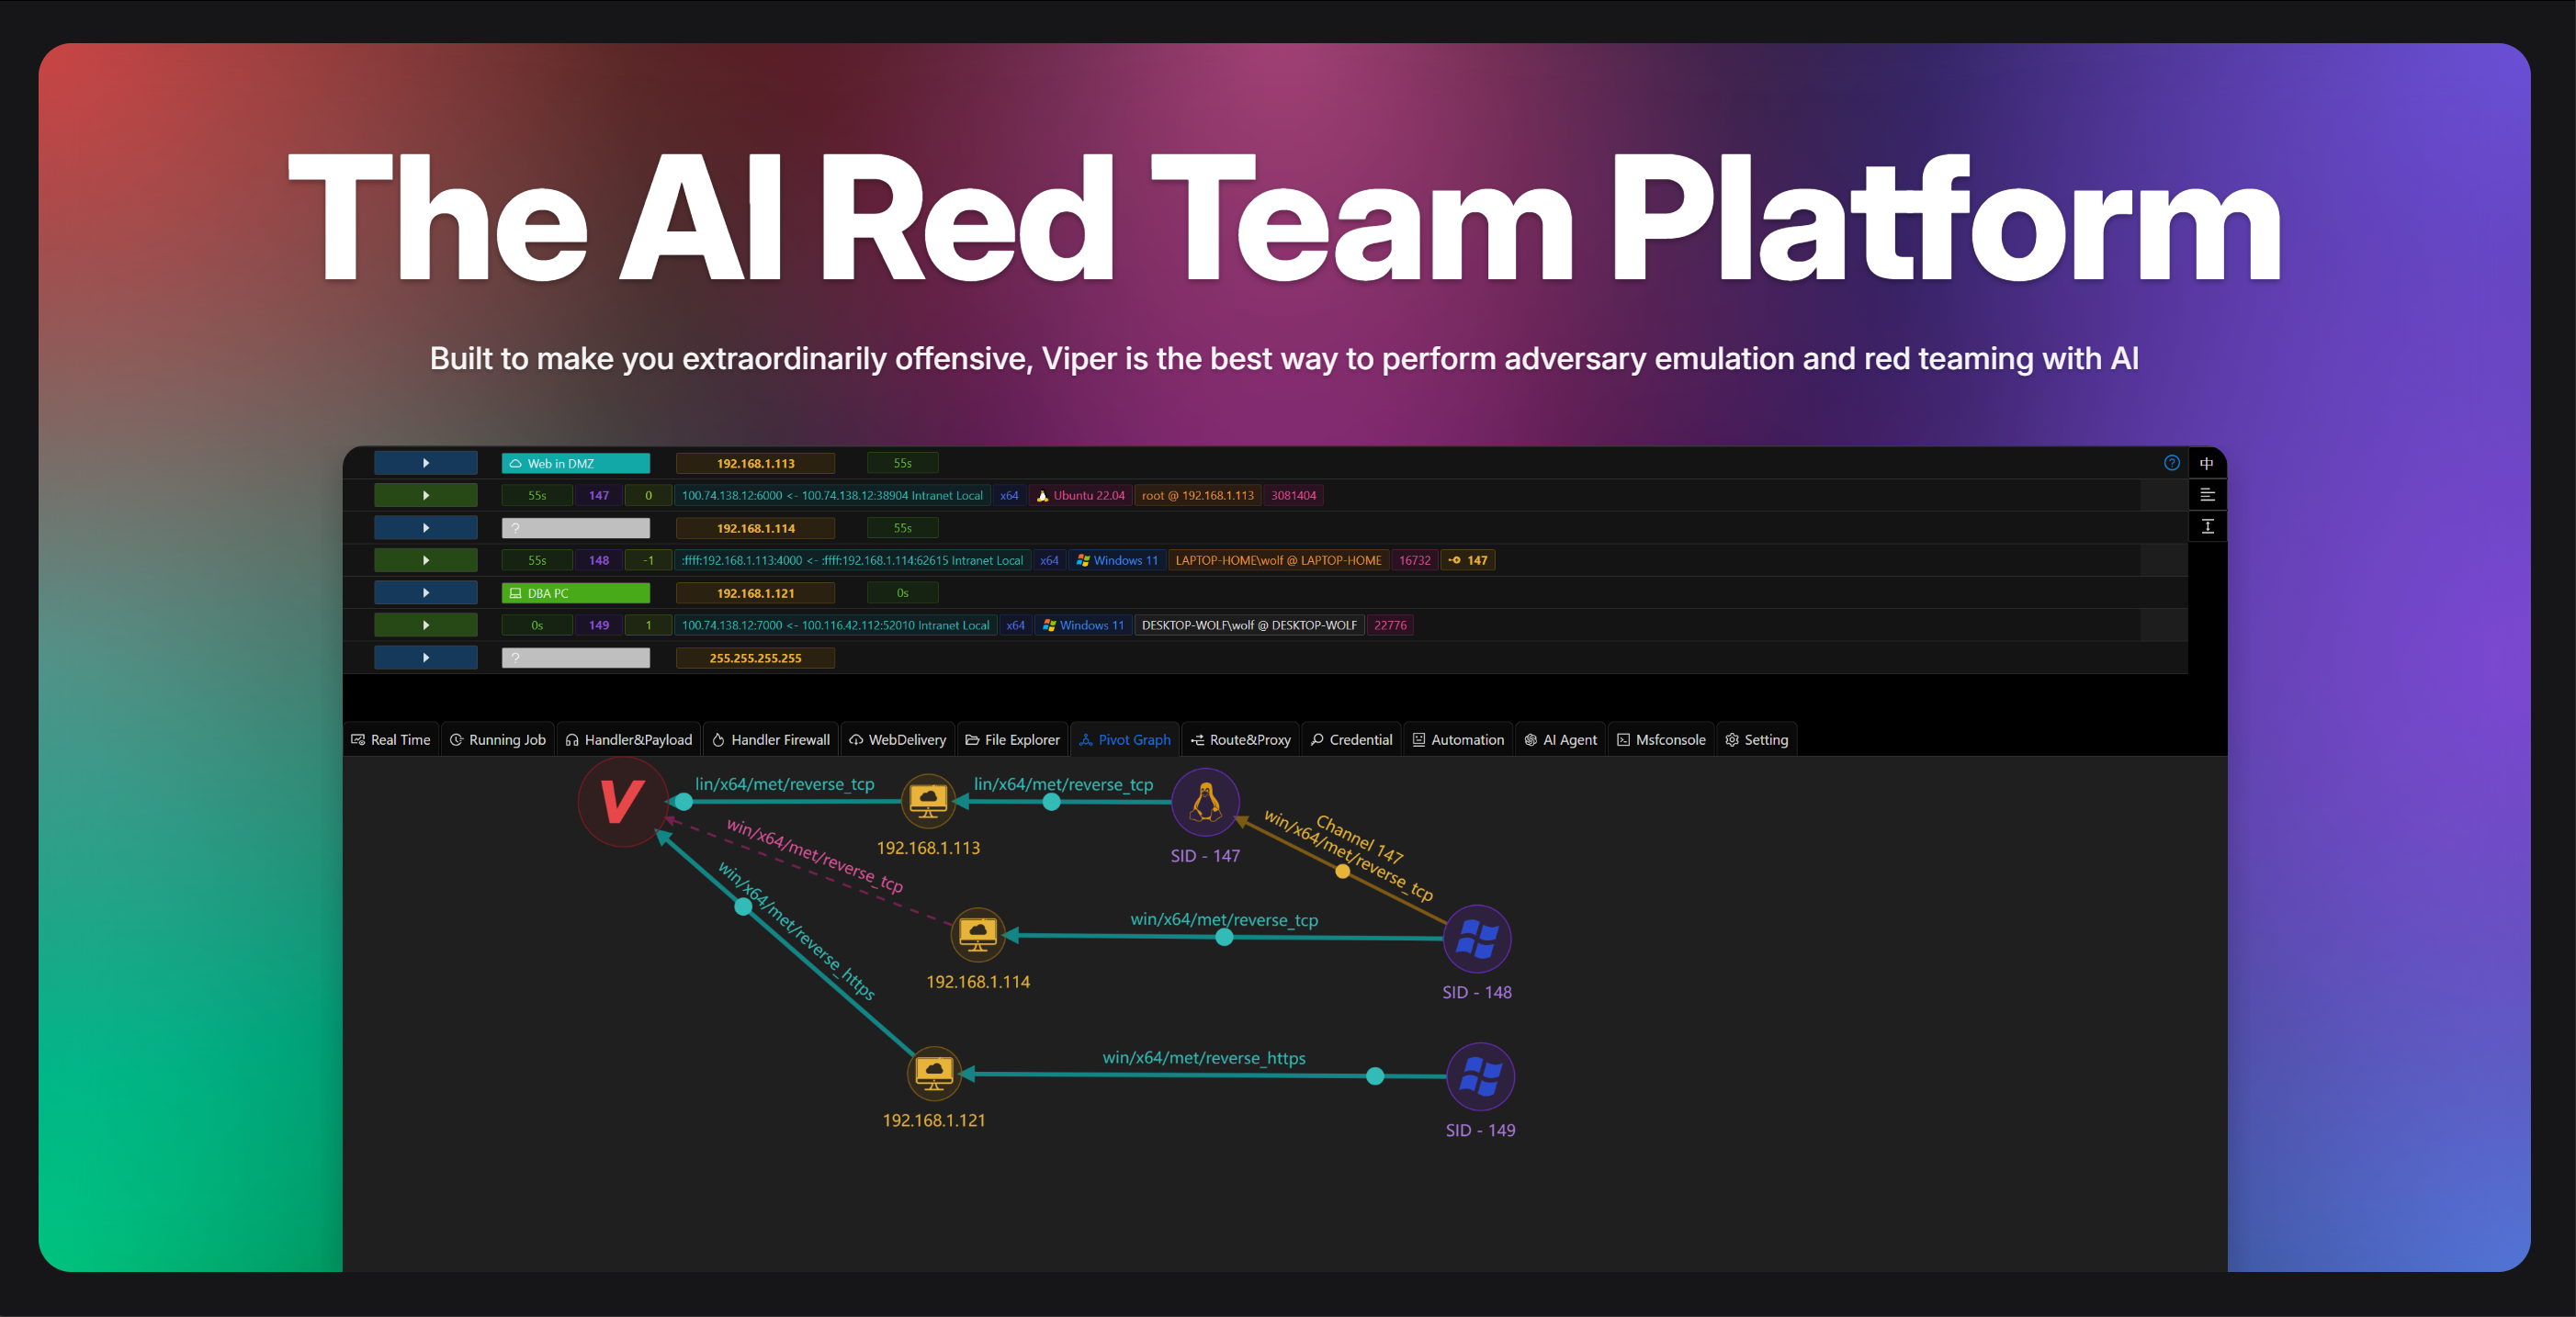 The AI Red Team Platform
Built to make you extraordinarily offensive, Viper is the best way to perform adversary emulation and red teaming with AI
Web in DMZ 192.168.1.113 55s ? 中
55s 147 0 100.74.138.12:6000 <- 100.74.138.12:38904 Intranet Local x64 Ubuntu 22.04 root @ 192.168.1.113 3081404
? 192.168.1.114 55s
55s 148 -1 :ffff:192.168.1.113:4000 <- :ffff:192.168.1.114:62615 Intranet Local x64 Windows 11 LAPTOP-HOME\wolf @ LAPTOP-HOME 16732 147
DBA PC 192.168.1.121 0s
0s 149 1 100.74.138.12:7000 <- 100.116.42.112:52010 Intranet Local x64 Windows 11 DESKTOP-WOLF\wolf @ DESKTOP-WOLF 22776
? 255.255.255.255
Real Time Running Job Handler&Payload Handler Firewall WebDelivery File Explorer Pivot Graph Route&Proxy Credential Automation AI Agent Msfconsole Setting
V
lin/x64/met/reverse_tcp
lin/x64/met/reverse_tcp
192.168.1.113
SID - 147
Channel 147
win/x64/met/reverse_tcp
win/x64/met/reverse_tcp
win/x64/met/reverse_tcp
192.168.1.114
SID - 148
win/x64/met/reverse_https
win/x64/met/reverse_https
192.168.1.121
SID - 149